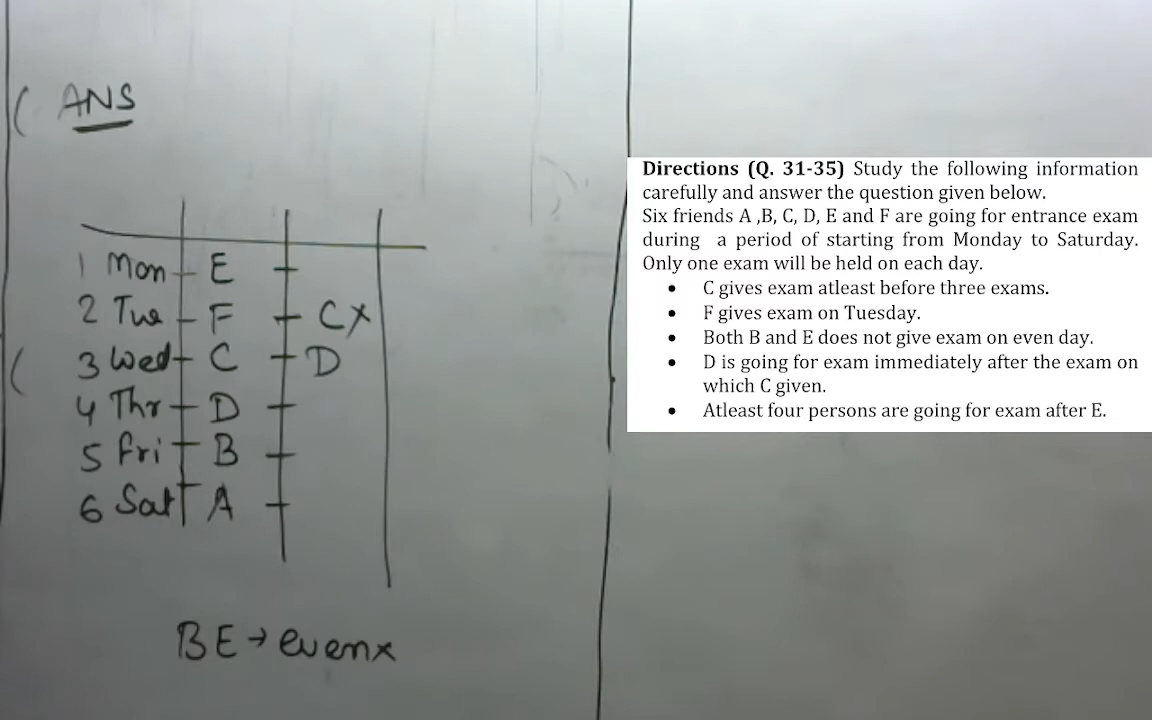 ( ANS
1 Mon E
2 Tue F C x
3 Wed C D
4 Thr D
5 Fri B
6 Sat A
B E → even x
Directions (Q. 31-35) Study the following information
carefully and answer the question given below.
Six friends A ,B, C, D, E and F are going for entrance exam
during a period of starting from Monday to Saturday.
Only one exam will be held on each day.
• C gives exam atleast before three exams.
• F gives exam on Tuesday.
• Both B and E does not give exam on even day.
• D is going for exam immediately after the exam on
which C given.
• Atleast four persons are going for exam after E.